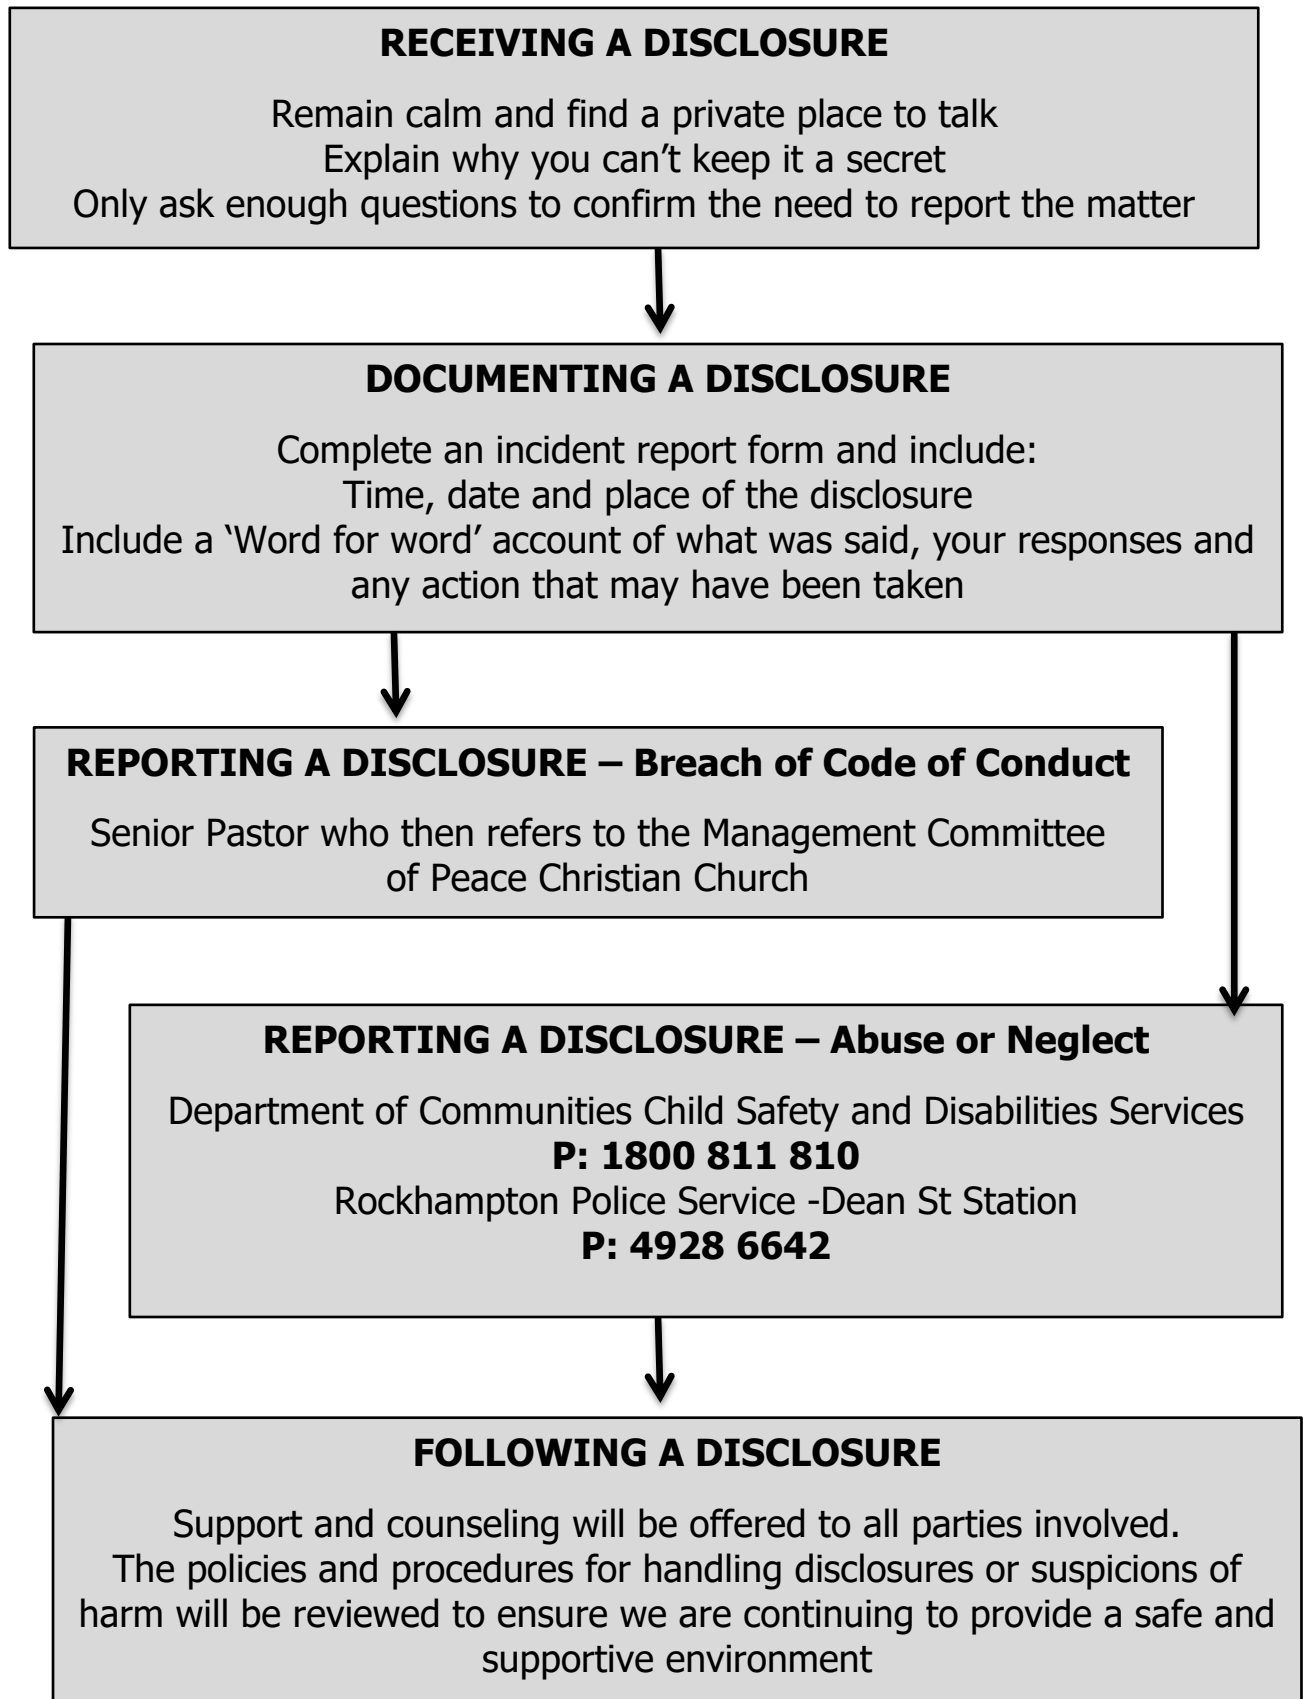 RECEIVING A DISCLOSURE
Remain calm and find a private place to talk
Explain why you can’t keep it a secret
Only ask enough questions to confirm the need to report the matter
DOCUMENTING A DISCLOSURE
Complete an incident report form and include:
Time, date and place of the disclosure
Include a ‘Word for word’ account of what was said, your responses and
any action that may have been taken
REPORTING A DISCLOSURE – Breach of Code of Conduct
Senior Pastor who then refers to the Management Committee
of Peace Christian Church
REPORTING A DISCLOSURE – Abuse or Neglect
Department of Communities Child Safety and Disabilities Services
P: 1800 811 810
Rockhampton Police Service -Dean St Station
P: 4928 6642
FOLLOWING A DISCLOSURE
Support and counseling will be offered to all parties involved.
The policies and procedures for handling disclosures or suspicions of
harm will be reviewed to ensure we are continuing to provide a safe and
supportive environment